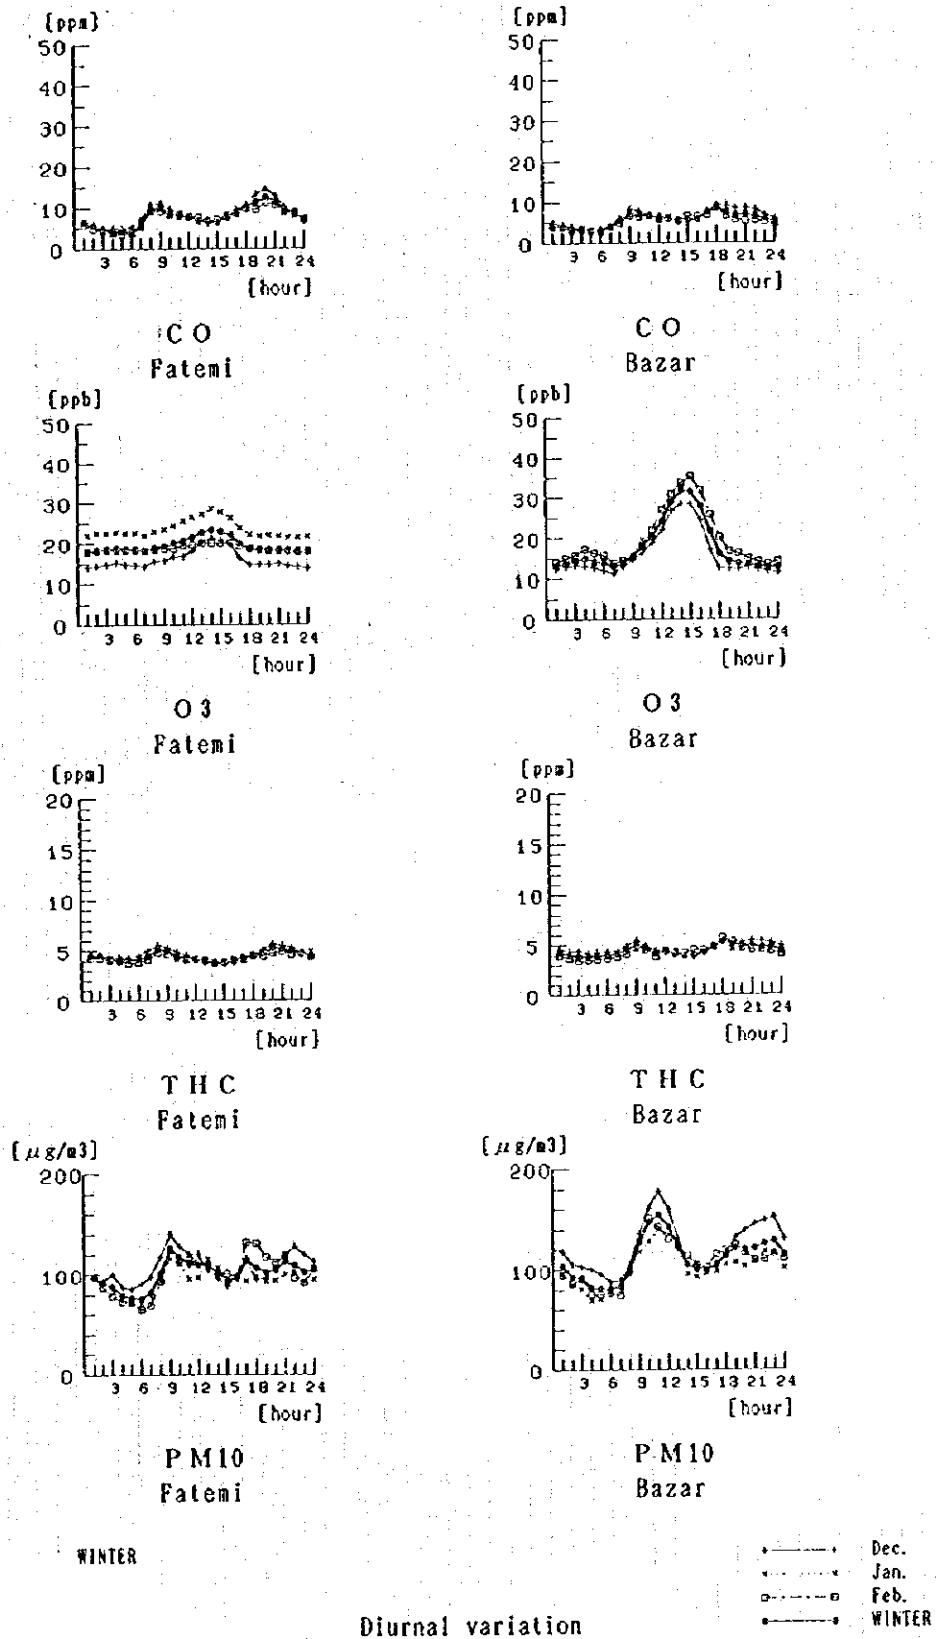 [ppm]
50
40
30
20
10
0
3 6 9 12 15 18 21 24
[hour]
CO
Fatemi
[ppm]
50
40
30
20
10
0
3 6 9 12 15 18 21 24
[hour]
CO
Bazar
[ppb]
50
40
30
20
10
0
3 6 9 12 15 18 21 24
[hour]
O3
Fatemi
[ppb]
50
40
30
20
10
0
3 6 9 12 15 18 21 24
[hour]
O3
Bazar
[ppm]
20
15
10
5
0
3 6 9 12 15 18 21 24
[hour]
THC
Fatemi
[ppm]
20
15
10
5
0
3 6 9 12 15 18 21 24
[hour]
THC
Bazar
[μg/m3]
200
100
0
3 6 9 12 15 18 21 24
[hour]
PM10
Fatemi
[μg/m3]
200
100
0
3 6 9 12 15 18 21 24
[hour]
PM10
Bazar
WINTER
Dec.
Jan.
Feb.
WINTER
Diurnal variation